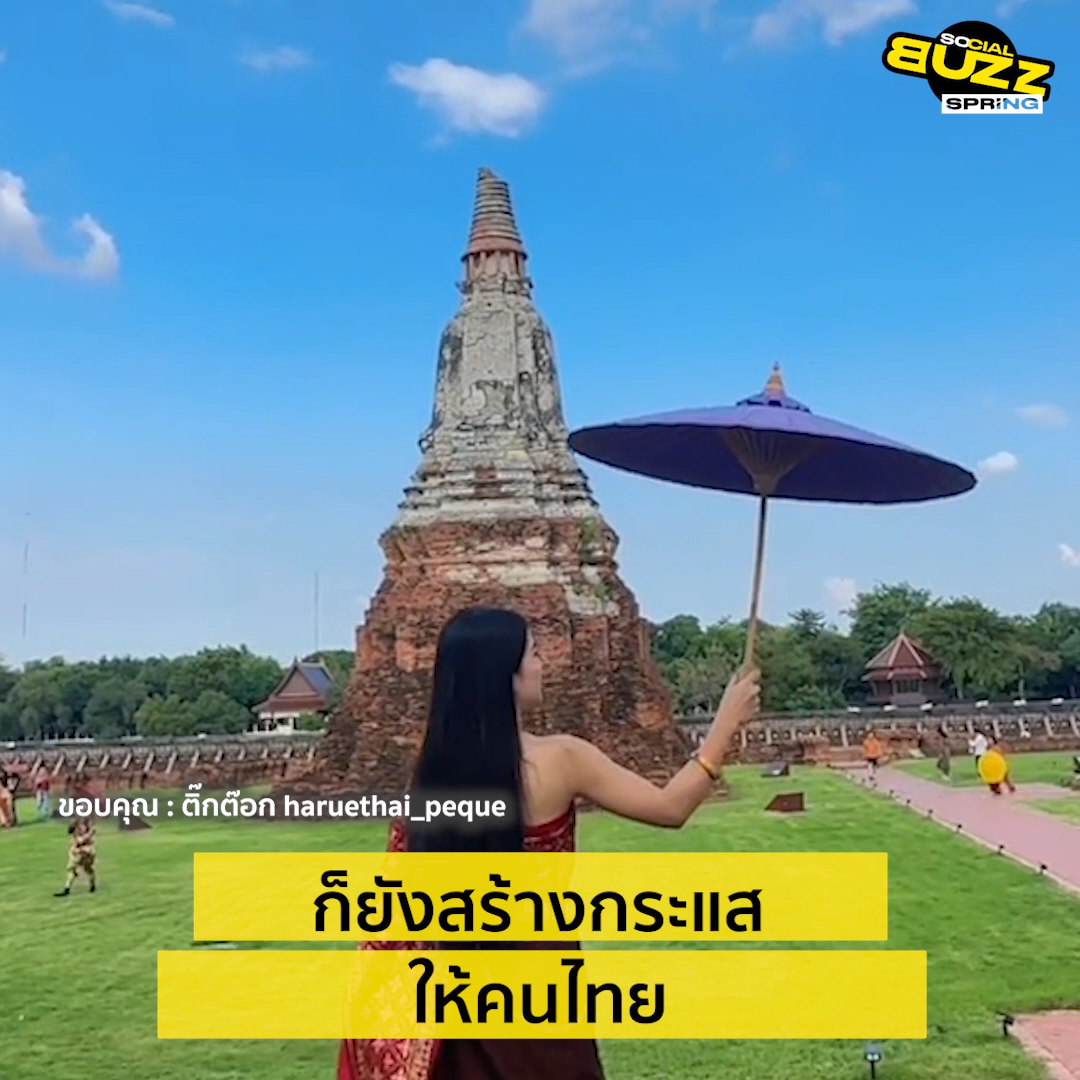 SOCIAL
BUZZ
SPRiNG
ขอบคุณ : ติ๊กต๊อก haruethai_peque
ก็ยังสร้างกระแส
ให้คนไทย